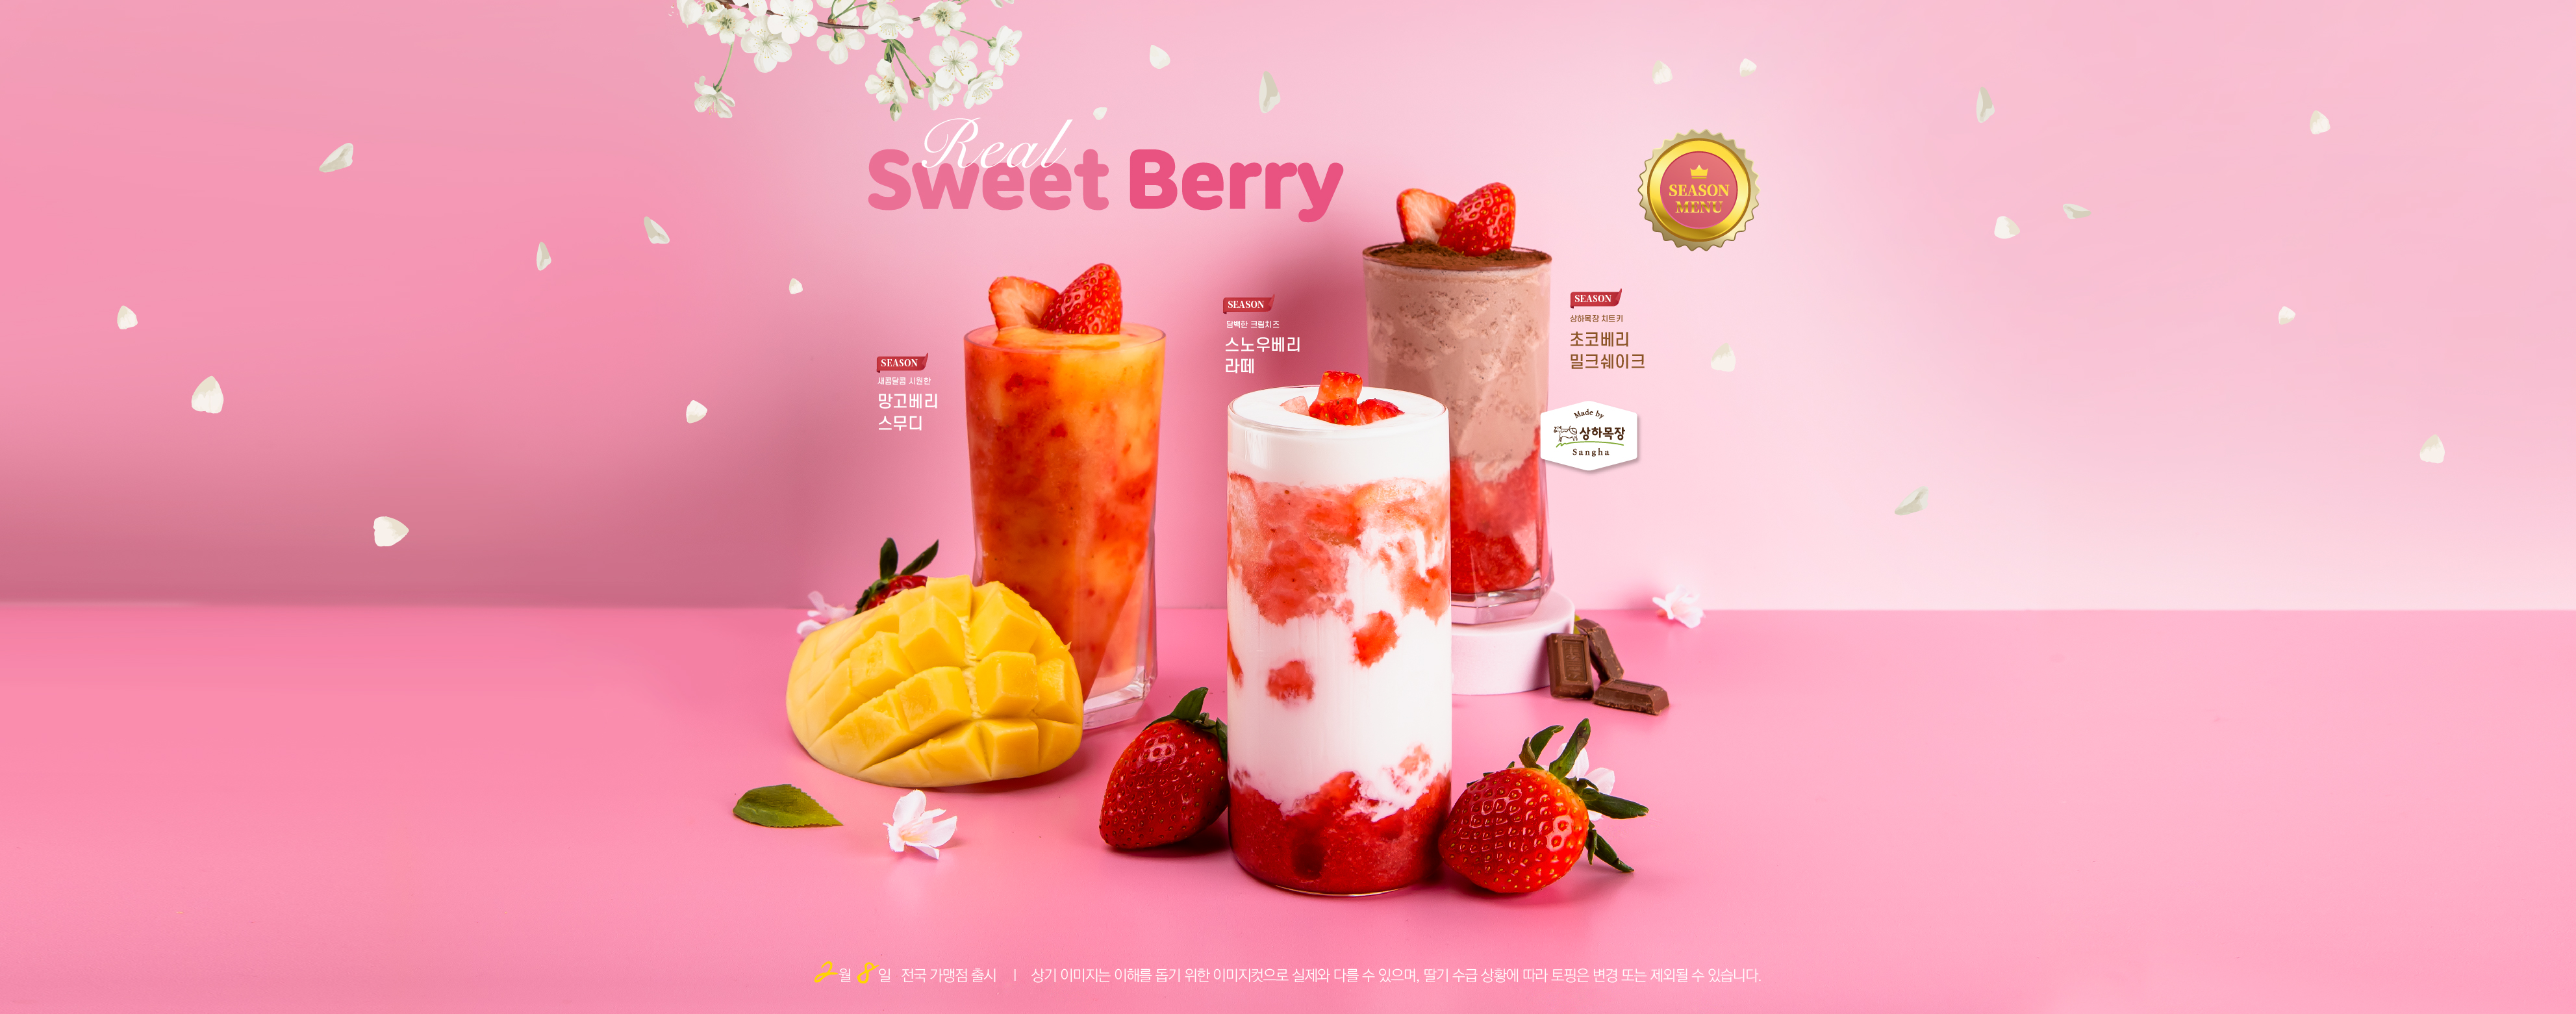 Real
Sweet Berry
SEASON
MENU
SEASON
새콤달콤 시원한
망고베리
스무디
SEASON
담백한 크림치즈
스노우베리
라떼
SEASON
상하목장 치트키
초코베리
밀크쉐이크
Made by
상하목장
Sangha
2월 8일 전국 가맹점 출시 | 상기 이미지는 이해를 돕기 위한 이미지컷으로 실제와 다를 수 있으며, 딸기 수급 상황에 따라 토핑은 변경 또는 제외될 수 있습니다.